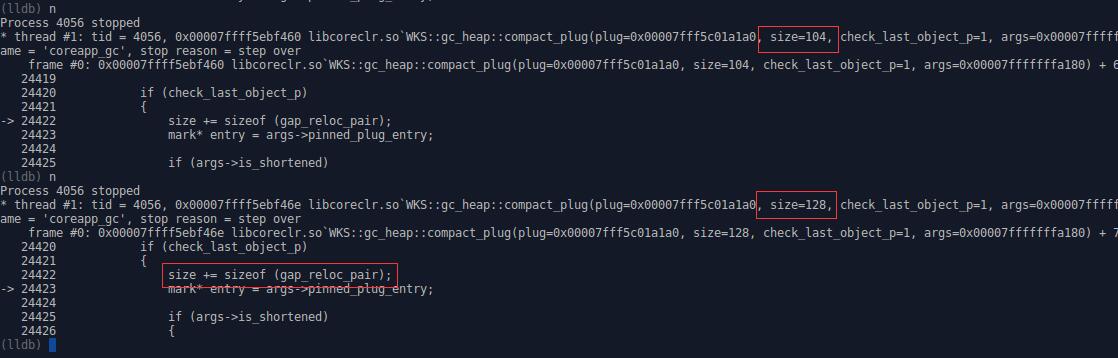 (lldb) n
Process 4056 stopped
* thread #1: tid = 4056, 0x00007ffff5ebf460 libcoreclr.so`WKS::gc_heap::compact_plug(plug=0x00007fff5c01a1a0, size=104, check_last_object_p=1, args=0x00007ffff
ame = 'coreapp_gc', stop reason = step over
frame #0: 0x00007ffff5ebf460 libcoreclr.so`WKS::gc_heap::compact_plug(plug=0x00007fff5c01a1a0, size=104, check_last_object_p=1, args=0x00007fffffffa180) + 6
24419
24420 if (check_last_object_p)
24421 {
-> 24422 size += sizeof (gap_reloc_pair);
24423 mark* entry = args->pinned_plug_entry;
24424
24425 if (args->is_shortened)
(lldb) n
Process 4056 stopped
* thread #1: tid = 4056, 0x00007ffff5ebf46e libcoreclr.so`WKS::gc_heap::compact_plug(plug=0x00007fff5c01a1a0, size=128, check_last_object_p=1, args=0x00007ffff
ame = 'coreapp_gc', stop reason = step over
frame #0: 0x00007ffff5ebf46e libcoreclr.so`WKS::gc_heap::compact_plug(plug=0x00007fff5c01a1a0, size=128, check_last_object_p=1, args=0x00007fffffffa180) + 7
24420 if (check_last_object_p)
24421 {
24422 size += sizeof (gap_reloc_pair);
-> 24423 mark* entry = args->pinned_plug_entry;
24424
24425 if (args->is_shortened)
24426 {
(lldb)